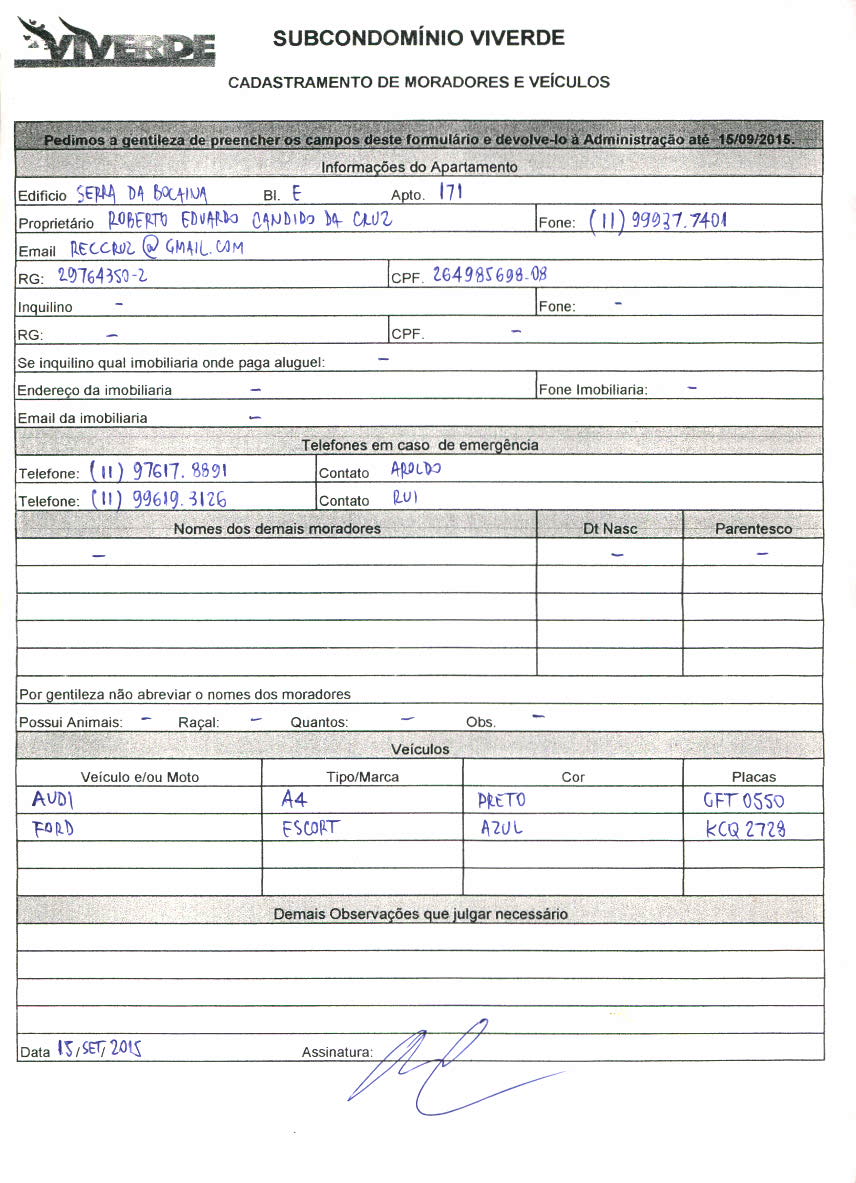 VIVERDE
SUBCONDOMÍNIO VIVERDE
CADASTRAMENTO DE MORADORES E VEÍCULOS
Pedimos a gentileza de preencher os campos deste formulário e devolve-lo à Administração até 15/09/2015.
Informações do Apartamento
Edificio SERRA DA BOCAINA Bl. E Apto. 171
Proprietário ROBERTO EDUARDO CANDIDO DA CRUZ Fone: (11) 99937.7401
Email RECCRUZ@GMAIL.COM
RG: 29764350-2 CPF. 264985698-08
Inquilino - Fone: -
RG: - CPF. -
Se inquilino qual imobiliaria onde paga aluguel: -
Endereço da imobiliaria - Fone Imobiliaria: -
Email da imobiliaria -
Telefones em caso de emergência
Telefone: (11) 97617.8891 Contato AROLDO
Telefone: (11) 99619.3126 Contato RUI
Nomes dos demais moradores Dt Nasc Parentesco
- - -
Por gentileza não abreviar o nomes dos moradores
Possui Animais: - Raçal: - Quantos: - Obs. -
Veículos
Veículo e/ou Moto Tipo/Marca Cor Placas
AUDI A4 PRETO GFT 0550
FORD ESCORT AZUL KCQ 2728
Demais Observações que julgar necessário
Data 15/SET/2015 Assinatura: